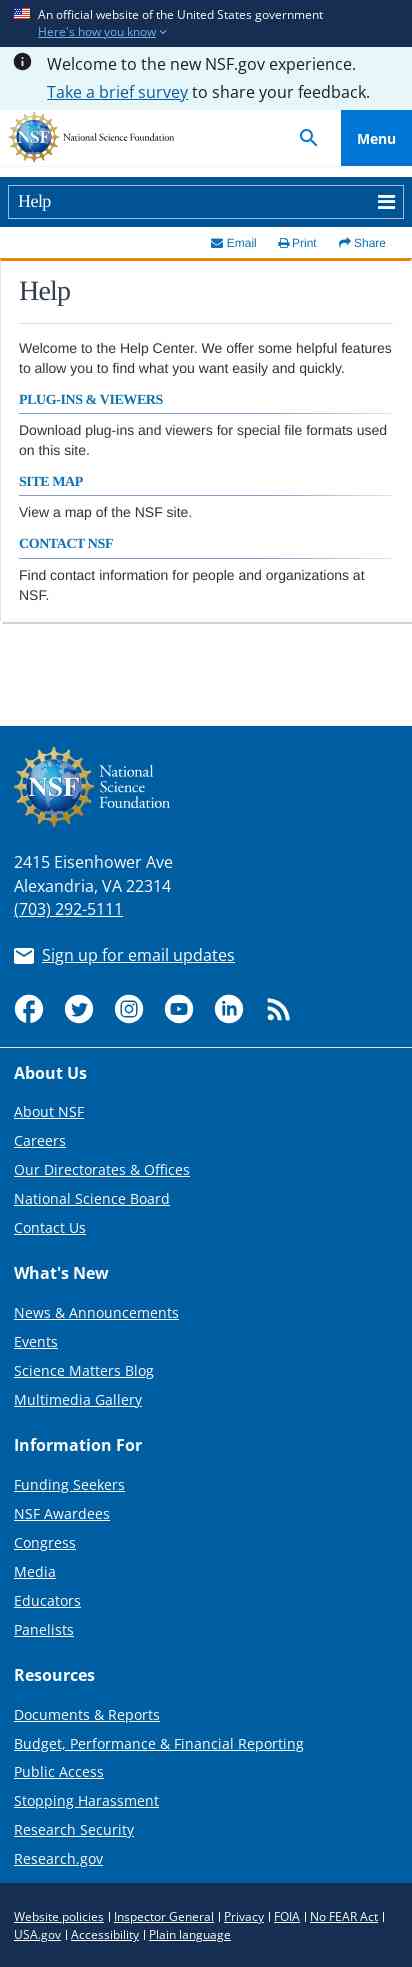 An official website of the United States government
Here's how you know
Welcome to the new NSF.gov experience.
Take a brief survey to share your feedback.
NSF National Science Foundation
Menu
Help
Email Print Share
Help
Welcome to the Help Center. We offer some helpful features
to allow you to find what you want easily and quickly.
PLUG-INS & VIEWERS
Download plug-ins and viewers for special file formats used
on this site.
SITE MAP
View a map of the NSF site.
CONTACT NSF
Find contact information for people and organizations at
NSF.
NSF
National
Science
Foundation
2415 Eisenhower Ave
Alexandria, VA 22314
(703) 292-5111
Sign up for email updates
About Us
About NSF
Careers
Our Directorates & Offices
National Science Board
Contact Us
What's New
News & Announcements
Events
Science Matters Blog
Multimedia Gallery
Information For
Funding Seekers
NSF Awardees
Congress
Media
Educators
Panelists
Resources
Documents & Reports
Budget, Performance & Financial Reporting
Public Access
Stopping Harassment
Research Security
Research.gov
Website policies | Inspector General | Privacy | FOIA | No FEAR Act |
USA.gov | Accessibility | Plain language